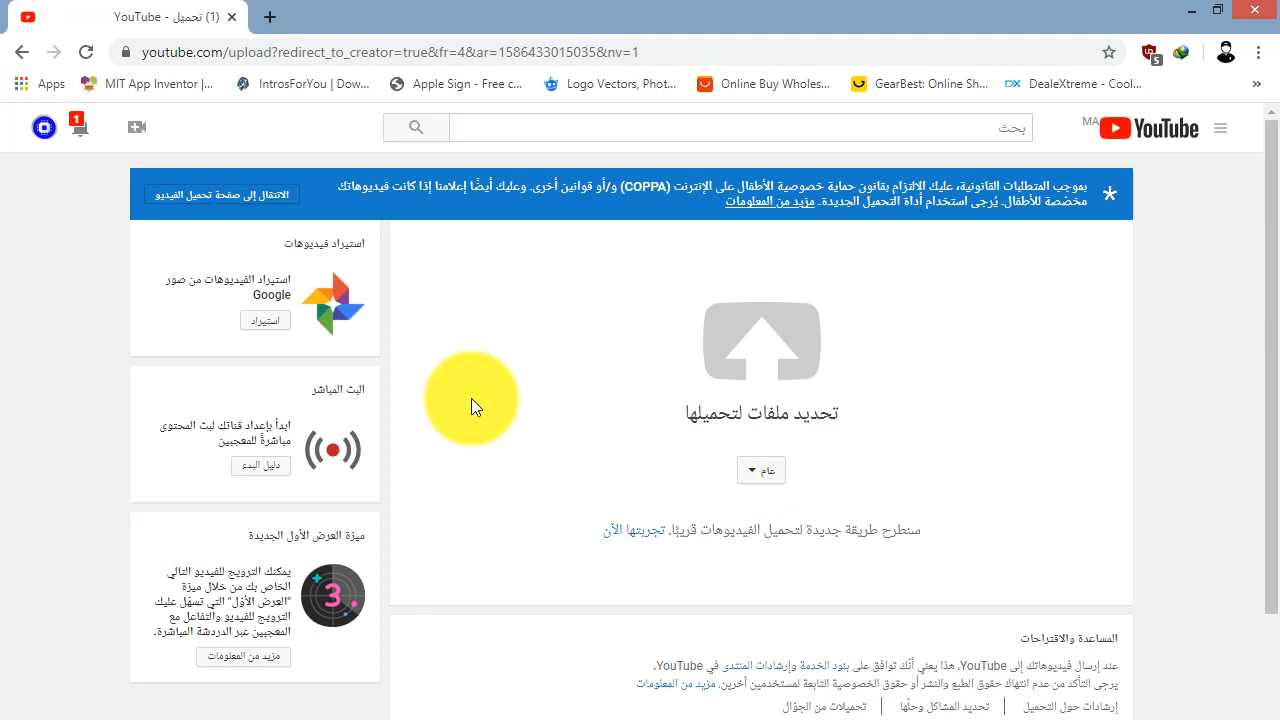 YouTube - تحميل (1)
youtube.com/upload?redirect_to_creator=true&fr=4&ar=1586433015035&nv=1
5
Apps
MIT App Inventor |...
IntrosForYou | Dow...
Apple Sign - Free c...
Logo Vectors, Phot...
Online Buy Wholes...
GearBest: Online Sh...
DealeXtreme - Cool...
»
1
بحث
MA
YouTube
بموجب المتطلبات القانونية، عليك الالتزام بقانون حماية خصوصية الأطفال على الإنترنت (COPPA) و/أو قوانين أخرى. وعليك أيضًا إعلامنا إذا كانت فيديوهاتك
مخصّصة للأطفال. يُرجى استخدام أداة التحميل الجديدة. مزيد من المعلومات
الانتقال إلى صفحة تحميل الفيديو
تحديد ملفات لتحميلها
عام
سنطرح طريقة جديدة لتحميل الفيديوهات قريبًا. تجربتها الآن
استيراد فيديوهات
استيراد الفيديوهات من صور
Google
استيراد
البث المباشر
ابدأ بإعداد قناتك لبث المحتوى
مباشرةً للمعجبين
دليل البدء
ميزة العرض الأول الجديدة
يمكنك الترويج للفيديو التالي
الخاص بك من خلال ميزة
"العرض الأوّل" التي تسهّل عليك
الترويج للفيديو والتفاعل مع
المعجبين عبر الدردشة المباشرة.
3
مزيد من المعلومات
المساعدة والاقتراحات
عند إرسال فيديوهاتك إلى YouTube، هذا يعني أنّك توافق على بنود الخدمة وإرشادات المنتدى في YouTube.
يرجى التأكد من عدم انتهاك حقوق الطبع والنشر أو حقوق الخصوصية التابعة لمستخدمين آخرين. مزيد من المعلومات
إرشادات حول التحميل
تحديد المشاكل وحلّها
تحميلات من الجوّال